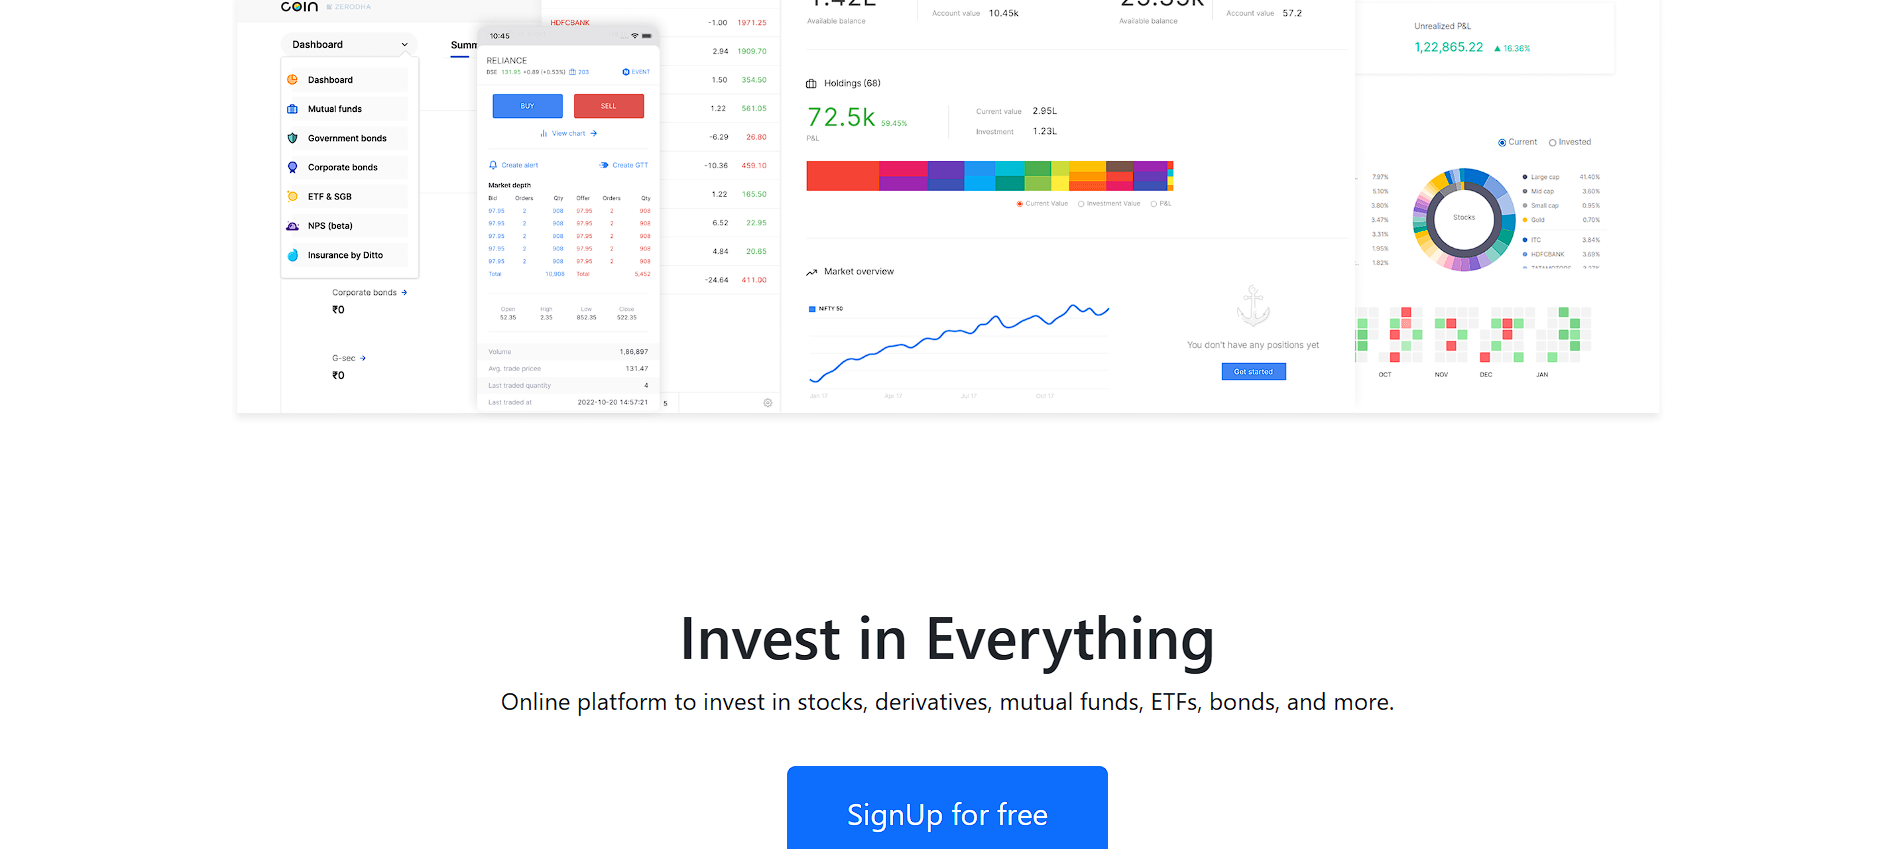 coin ZERODHA
Dashboard
Dashboard
Mutual funds
Government bonds
Corporate bonds
ETF & SGB
NPS (beta)
Insurance by Ditto
Corporate bonds →
₹0
G-sec →
₹0
Summ
HDFCBANK -1.00 1971.25
2.94 1909.70
1.50 354.50
1.22 561.05
-6.29 26.80
-10.36 459.10
1.22 165.50
6.52 22.95
4.84 20.65
-24.64 411.00
5
10:45
RELIANCE
BSE 131.95 +0.89 (+0.53%) 203 EVENT
BUY SELL
View chart →
Create alert Create GTT
Market depth
Bid Orders Qty Offer Orders Qty
97.95 2 908 97.95 2 908
97.95 2 908 97.95 2 908
97.95 2 908 97.95 2 908
97.95 2 908 97.95 2 908
97.95 2 908 97.95 2 908
Total 10,908 Total 5,452
Open High Low Close
52.35 2.35 852.35 522.35
Volume 1,86,897
Avg. trade pricee 131.47
Last traded quantity 4
Last traded at 2022-10-20 14:57:21
1.42L
Available balance
Account value 10.45k
Available balance
Account value 57.2
Holdings (68)
72.5k 59.45%
P&L
Current value 2.95L
Investment 1.23L
Current Value Investment Value P&L
Market overview
NIFTY 50
Jan 17 Apr 17 Jul 17 Oct 17
You don't have any positions yet
Get started
Unrealized P&L
1,22,865.22 ▲ 16.36%
Current Invested
7.97%
5.10%
3.80%
3.47%
3.31%
1.95%
1.82%
Stocks
Large cap 41.40%
Mid cap 3.60%
Small cap 0.95%
Gold 0.70%
ITC 3.84%
HDFCBANK 3.69%
OCT NOV DEC JAN
Invest in Everything
Online platform to invest in stocks, derivatives, mutual funds, ETFs, bonds, and more.
SignUp for free